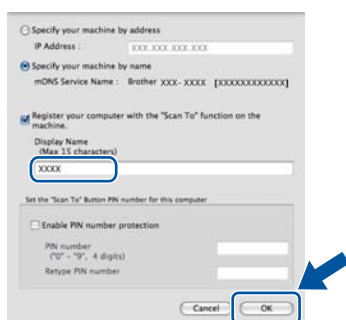 Specify your machine by address
IP Address : XXX.XXX.XXX.XXX
Specify your machine by name
mDNS Service Name : Brother XXX-XXXX [XXXXXXXXXXXX]
Register your computer with the "Scan To" function on the
machine.
Display Name
(Max 15 characters)
XXXX
Set the "Scan To" Button PIN number for this computer
Enable PIN number protection
PIN number
("0" - "9", 4 digits)
Retype PIN number
Cancel OK